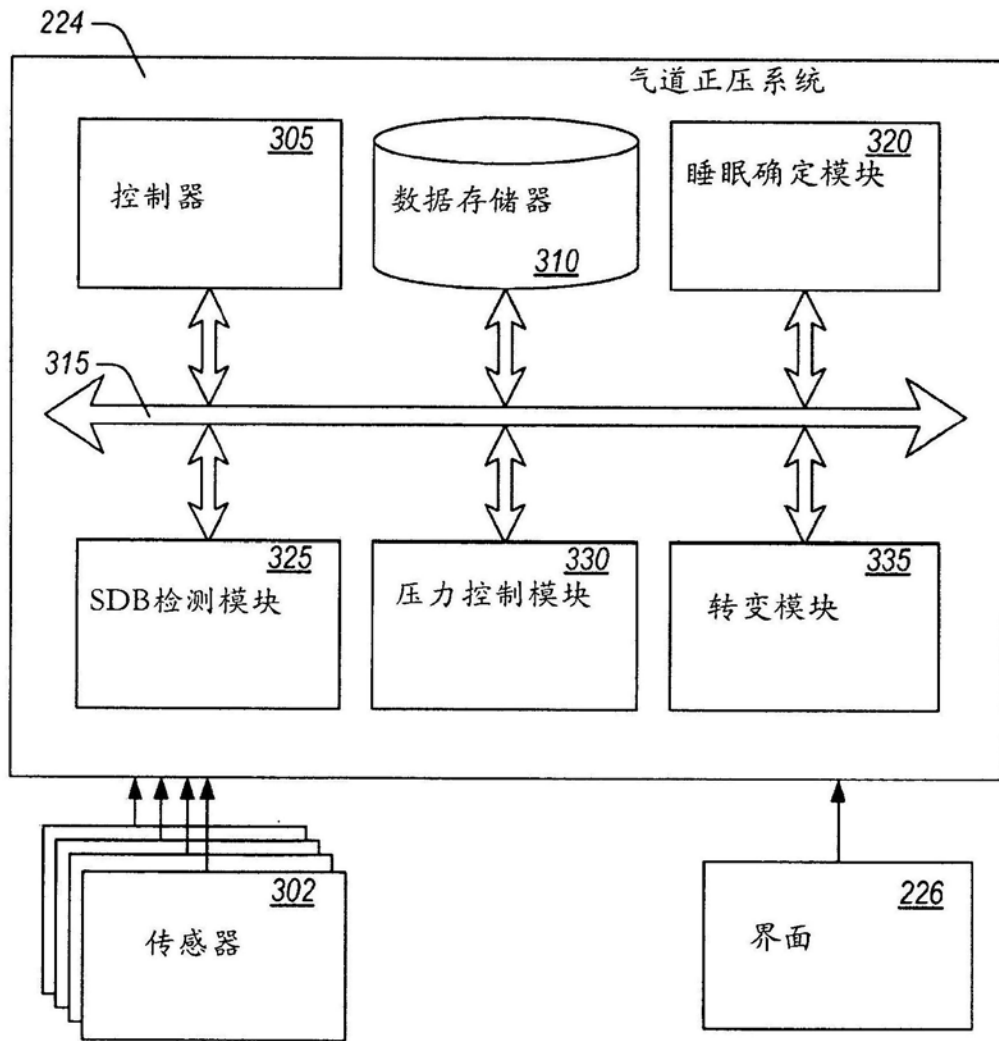 224
气道正压系统
305
控制器
数据存储器
310
320
睡眠确定模块
315
325
SDB检测模块
330
压力控制模块
335
转变模块
302
传感器
226
界面